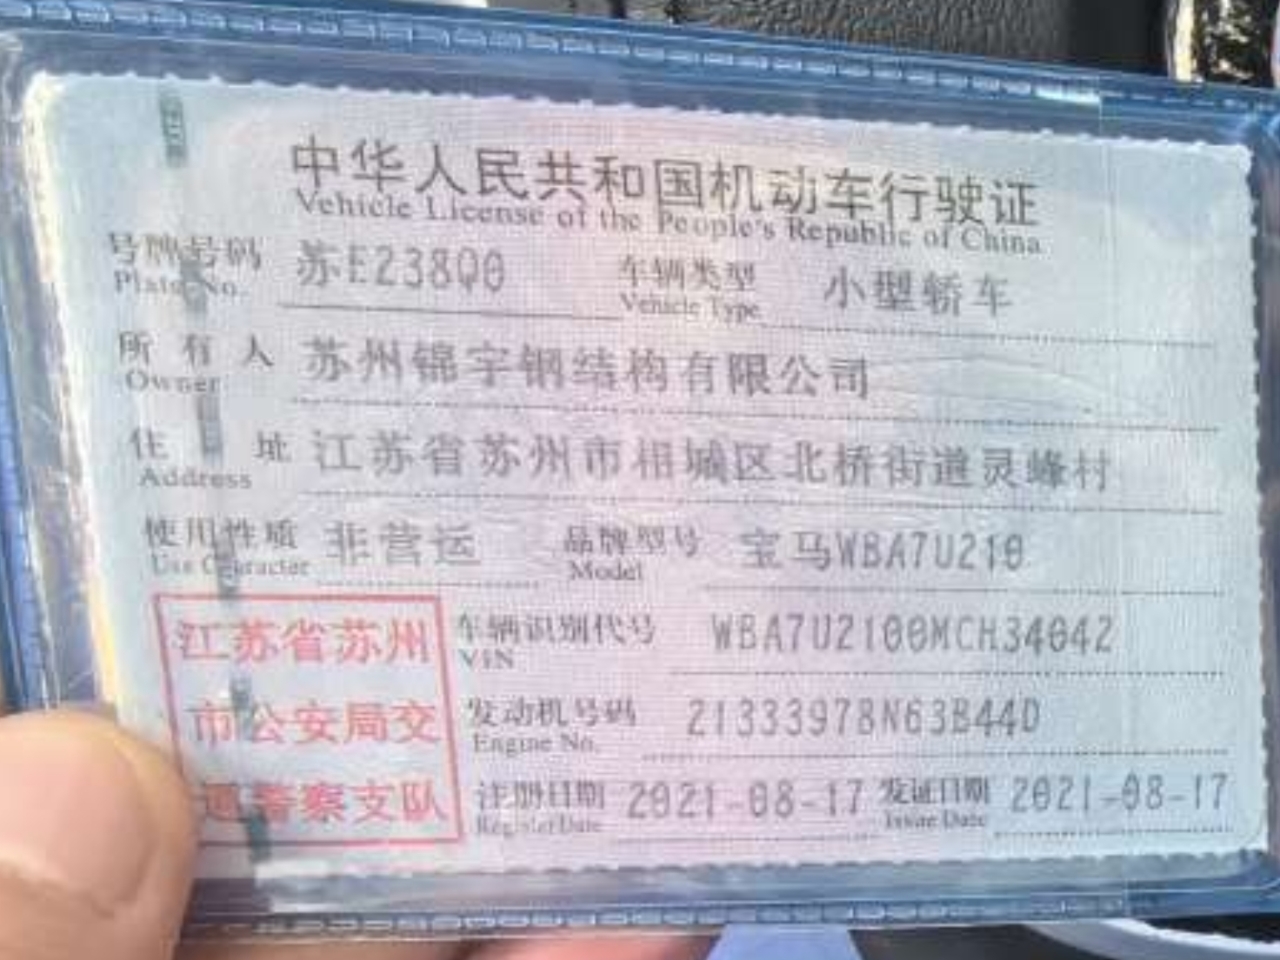 中华人民共和国机动车行驶证
Vehicle License of the People's Republic of China
号牌号码 苏E238Q0 车辆类型 小型轿车
Plate No. Vehicle Type
所有人 苏州锦宇钢结构有限公司
Owner
住址 江苏省苏州市相城区北桥街道灵峰村
Address
使用性质 非营运 品牌型号 宝马WBA7U210
Use Character Model
江苏省苏州
市公安局交
通警察支队
车辆识别代号 WBA7U2100MCH34042
VIN
发动机号码 21333978N63B44D
Engine No.
注册日期 2021-08-17 发证日期 2021-08-17
Register Date Issue Date